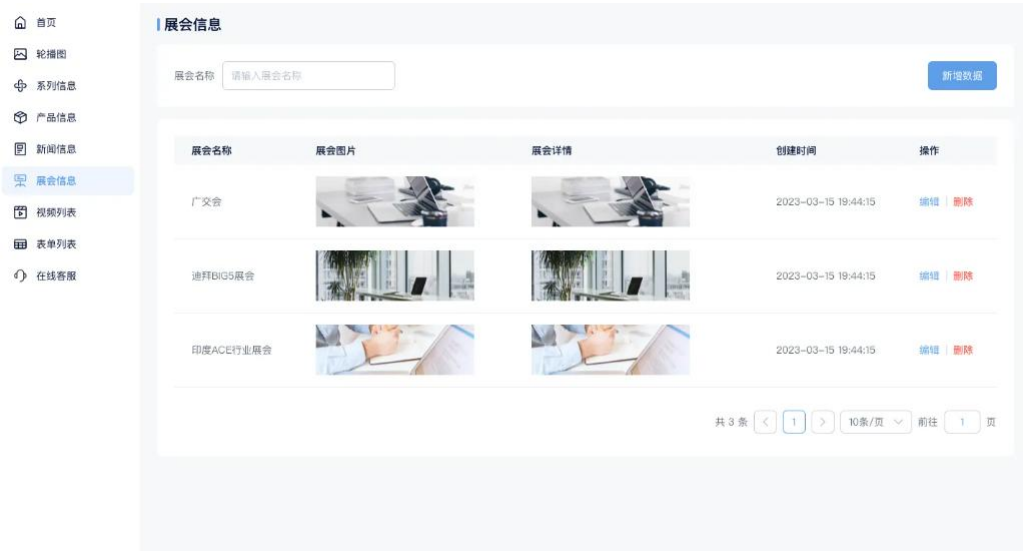 首页
轮播图
系列信息
产品信息
新闻信息
展会信息
视频列表
表单列表
在线客服
展会信息
展会名称 请输入展会名称 新增数据
展会名称 展会图片 展会详情 创建时间 操作
广交会 2023-03-15 19:44:15 编辑 删除
迪拜BIG5展会 2023-03-15 19:44:15 编辑 删除
印度ACE行业展会 2023-03-15 19:44:15 编辑 删除
共 3 条 1 10条/页 前往 1 页